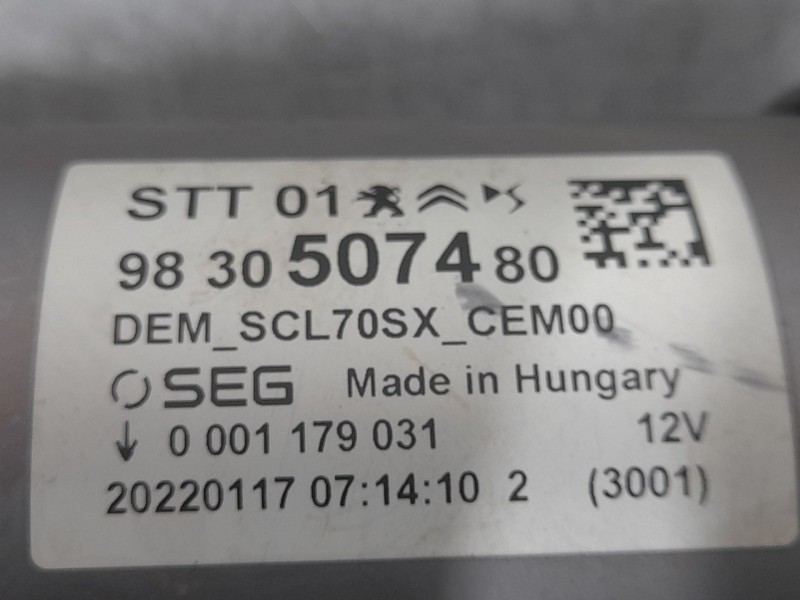 STT 01
98 30 5074 80
DEM_SCL70SX_CEM00
SEG Made in Hungary
0 001 179 031 12V
20220117 07:14:10 2 (3001)